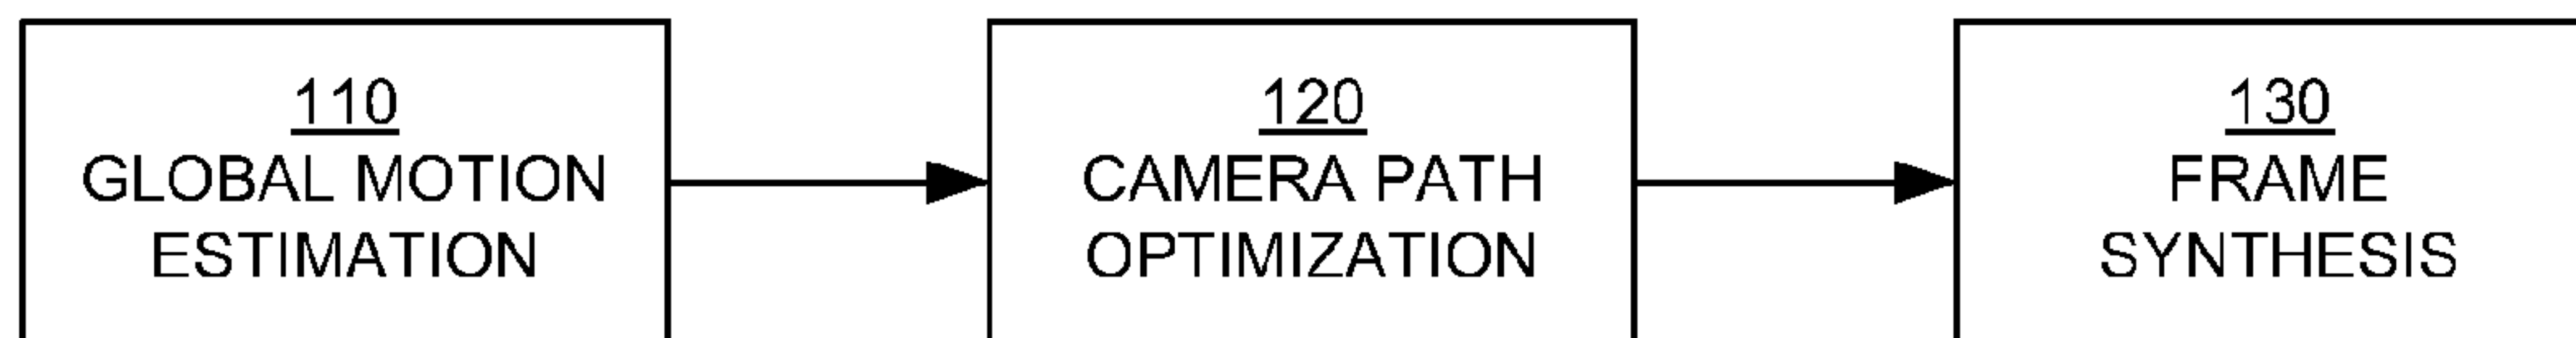 110
GLOBAL MOTION
ESTIMATION
120
CAMERA PATH
OPTIMIZATION
130
FRAME
SYNTHESIS